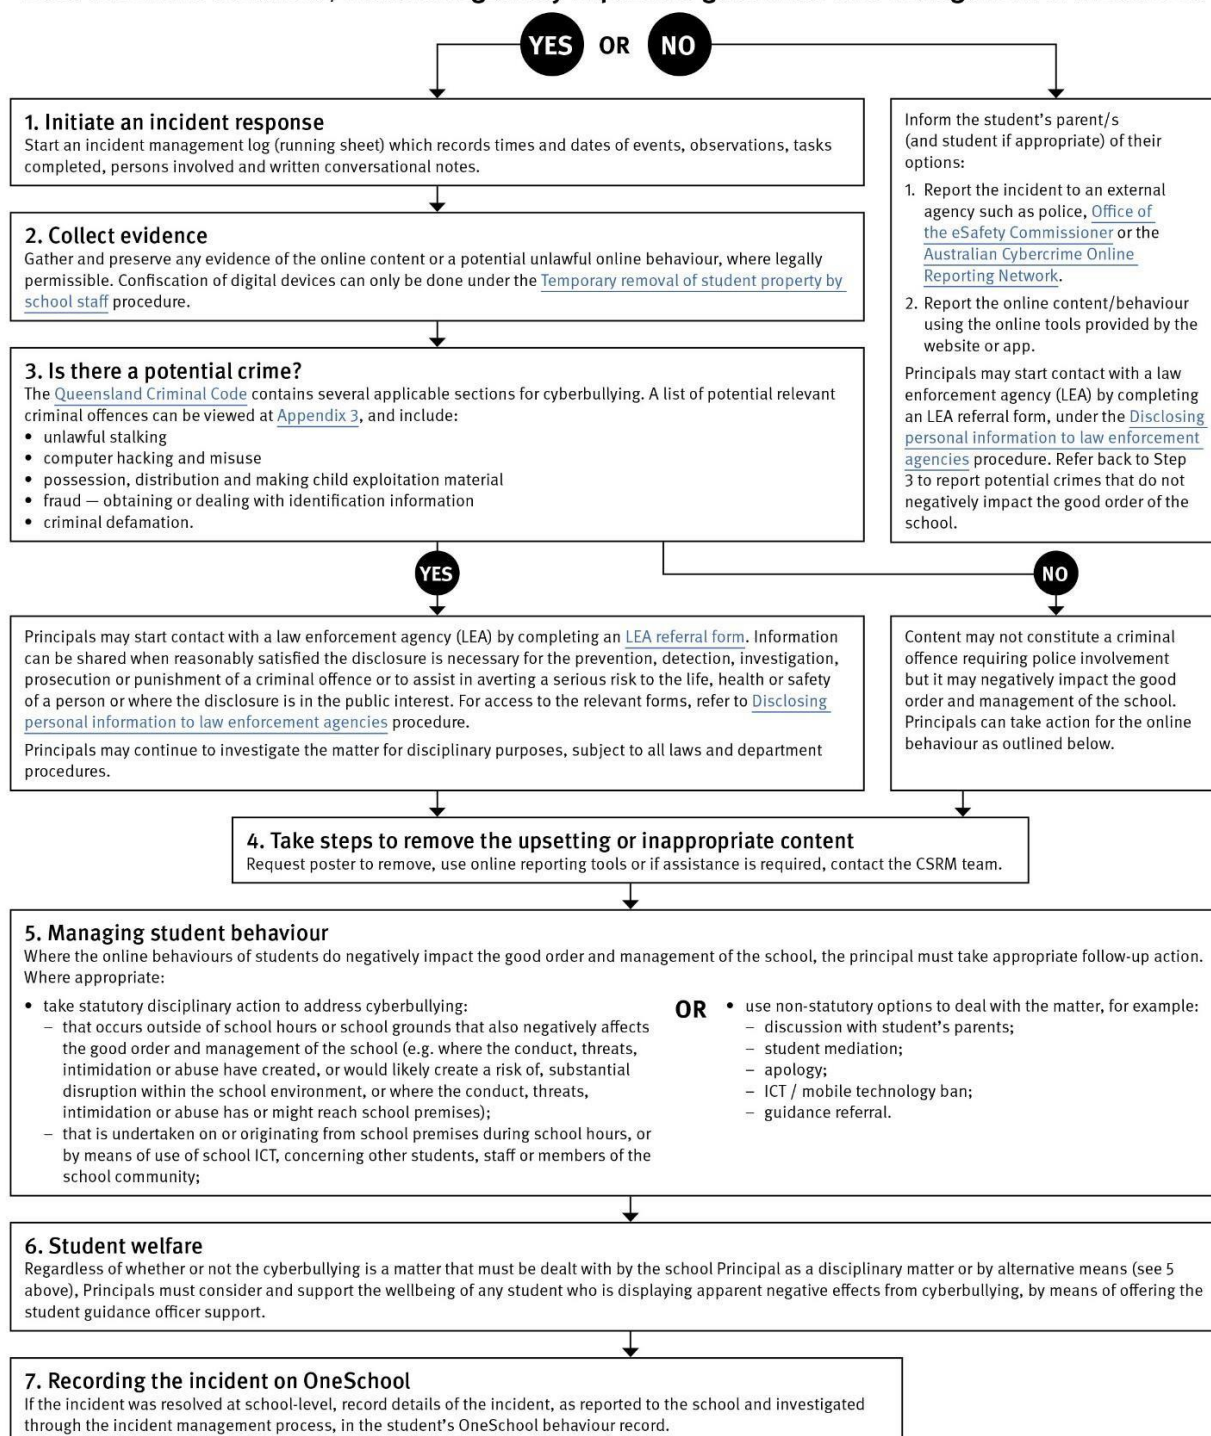 YES OR NO
1. Initiate an incident response
Start an incident management log (running sheet) which records times and dates of events, observations, tasks
completed, persons involved and written conversational notes.
2. Collect evidence
Gather and preserve any evidence of the online content or a potential unlawful online behaviour, where legally
permissible. Confiscation of digital devices can only be done under the Temporary removal of student property by
school staff procedure.
3. Is there a potential crime?
The Queensland Criminal Code contains several applicable sections for cyberbullying. A list of potential relevant
criminal offences can be viewed at Appendix 3, and include:
• unlawful stalking
• computer hacking and misuse
• possession, distribution and making child exploitation material
• fraud — obtaining or dealing with identification information
• criminal defamation.
Inform the student's parent/s
(and student if appropriate) of their
options:
1. Report the incident to an external
agency such as police, Office of
the eSafety Commissioner or the
Australian Cybercrime Online
Reporting Network.
2. Report the online content/behaviour
using the online tools provided by the
website or app.
Principals may start contact with a law
enforcement agency (LEA) by completing
an LEA referral form, under the Disclosing
personal information to law enforcement
agencies procedure. Refer back to Step
3 to report potential crimes that do not
negatively impact the good order of the
school.
YES
NO
Principals may start contact with a law enforcement agency (LEA) by completing an LEA referral form. Information
can be shared when reasonably satisfied the disclosure is necessary for the prevention, detection, investigation,
prosecution or punishment of a criminal offence or to assist in averting a serious risk to the life, health or safety
of a person or where the disclosure is in the public interest. For access to the relevant forms, refer to Disclosing
personal information to law enforcement agencies procedure.
Principals may continue to investigate the matter for disciplinary purposes, subject to all laws and department
procedures.
Content may not constitute a criminal
offence requiring police involvement
but it may negatively impact the good
order and management of the school.
Principals can take action for the online
behaviour as outlined below.
4. Take steps to remove the upsetting or inappropriate content
Request poster to remove, use online reporting tools or if assistance is required, contact the CSRM team.
5. Managing student behaviour
Where the online behaviours of students do negatively impact the good order and management of the school, the principal must take appropriate follow-up action.
Where appropriate:
• take statutory disciplinary action to address cyberbullying:
– that occurs outside of school hours or school grounds that also negatively affects
the good order and management of the school (e.g. where the conduct, threats,
intimidation or abuse have created, or would likely create a risk of, substantial
disruption within the school environment, or where the conduct, threats,
intimidation or abuse has or might reach school premises);
– that is undertaken on or originating from school premises during school hours, or
by means of use of school ICT, concerning other students, staff or members of the
school community;
OR
• use non-statutory options to deal with the matter, for example:
– discussion with student's parents;
– student mediation;
– apology;
– ICT / mobile technology ban;
– guidance referral.
6. Student welfare
Regardless of whether or not the cyberbullying is a matter that must be dealt with by the school Principal as a disciplinary matter or by alternative means (see 5
above), Principals must consider and support the wellbeing of any student who is displaying apparent negative effects from cyberbullying, by means of offering the
student guidance officer support.
7. Recording the incident on OneSchool
If the incident was resolved at school-level, record details of the incident, as reported to the school and investigated
through the incident management process, in the student's OneSchool behaviour record.